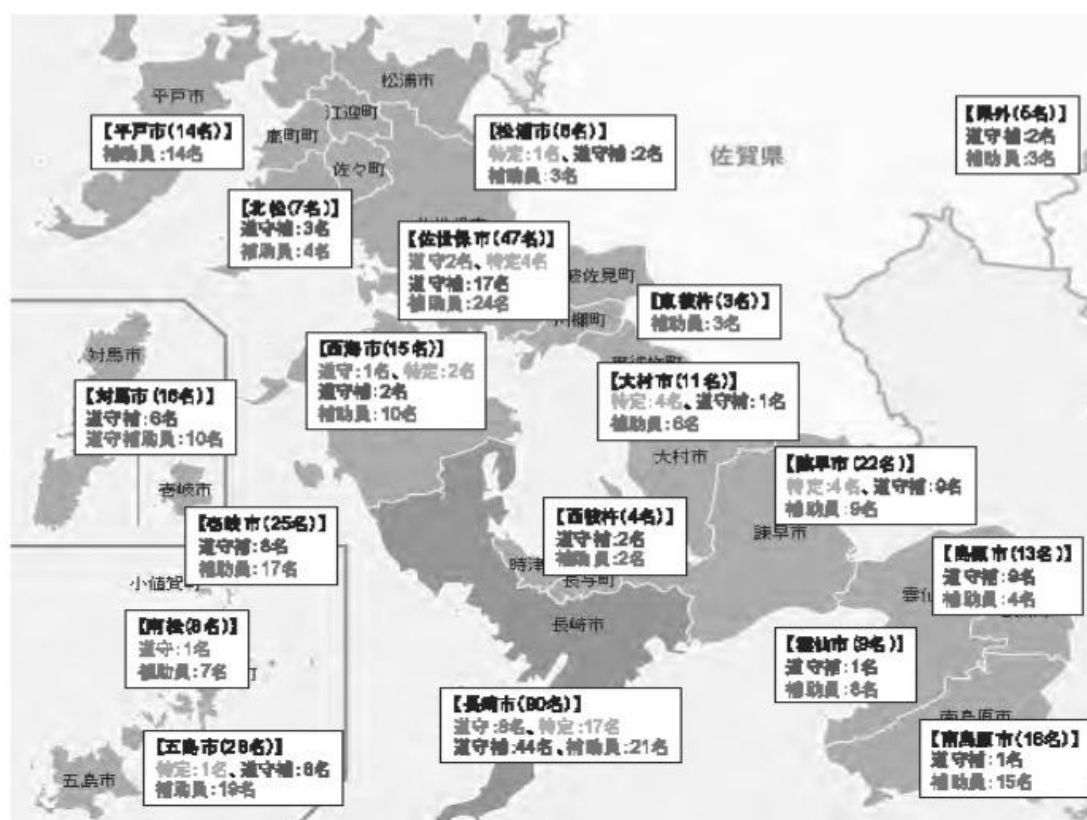 平戸市
松浦市
江迎町
鹿町町
佐々町
【平戸市(14名)】
補助員:14名
【松浦市(6名)】
特定:1名、道守補:2名
補助員:3名
佐賀県
【県外(5名)】
道守補:2名
補助員:3名
【北松(7名)】
道守補:3名
補助員:4名
【佐世保市(47名)】
道守2名、特定4名
道守補:17名
補助員:24名
波佐見町
川棚町
【東彼杵(3名)】
補助員:3名
対馬市
【対馬市(16名)】
道守補:6名
道守補助員:10名
【西海市(15名)】
道守:1名、特定:2名
道守補:2名
補助員:10名
【大村市(11名)】
特定:4名、道守補:1名
補助員:6名
大村市
壱岐市
【壱岐市(25名)】
道守補:8名
補助員:17名
【諫早市(22名)】
特定:4名、道守補:9名
補助員:9名
諫早市
【西彼杵(4名)】
道守補:2名
補助員:2名
時津
長与町
長崎市
【島原市(13名)】
道守補:9名
補助員:4名
雲仙
小値賀町
【南松(8名)】
道守:1名
補助員:7名
町
【雲仙市(9名)】
道守補:1名
補助員:8名
【長崎市(90名)】
道守:8名、特定:17名
道守補:44名、補助員:21名
南島原市
【南島原市(16名)】
道守補:1名
補助員:15名
五島市
【五島市(28名)】
特定:1名、道守補:8名
補助員:19名